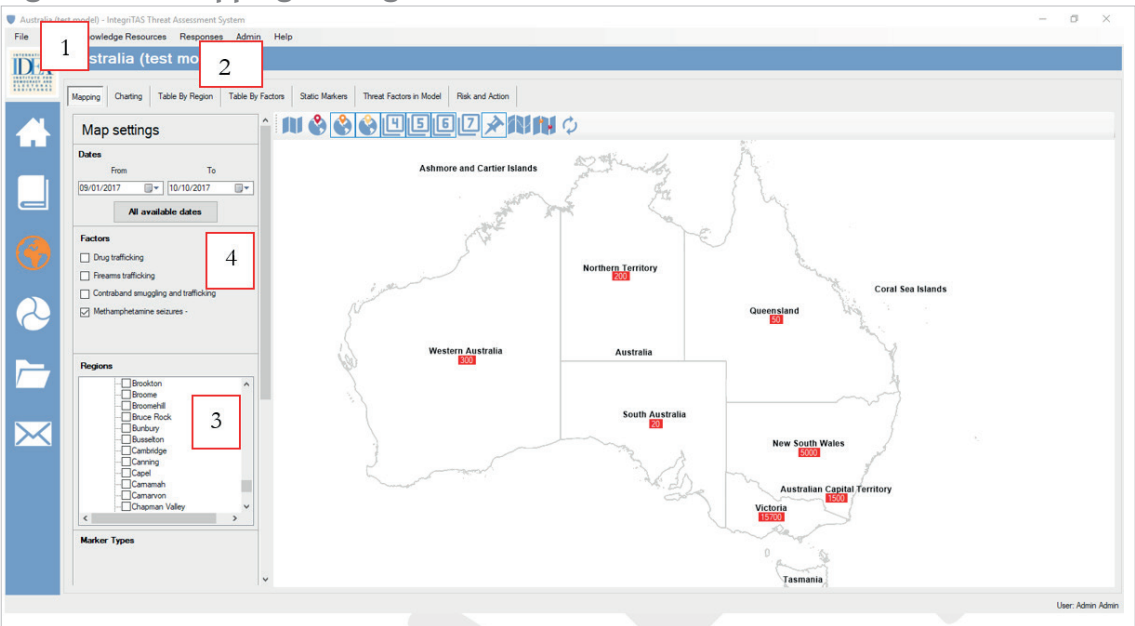 Australia (test model) - IntegriTAS Threat Assessment System
File
owledge Resources Responses Admin Help
1
2
stralia (test mo
IDEA
Mapping Charting Table By Region Table By Factors Static Markers Threat Factors in Model Risk and Action
Map settings
4 5 6 7
Dates
From To
09/01/2017 10/10/2017
All available dates
Factors
4
Drug trafficking
Firearms trafficking
Contraband smuggling and trafficking
Methamphetamine seizures -
Regions
3
Brookton
Broome
Broomehill
Bruce Rock
Bunbury
Busselton
Cambridge
Canning
Capel
Carnamah
Carnarvon
Chapman Valley
Marker Types
Ashmore and Cartier Islands
Northern Territory
200
Coral Sea Islands
Queensland
50
Western Australia
300
Australia
South Australia
20
New South Wales
5000
Australian Capital Territory
1500
Victoria
15700
Tasmania
User: Admin Admin